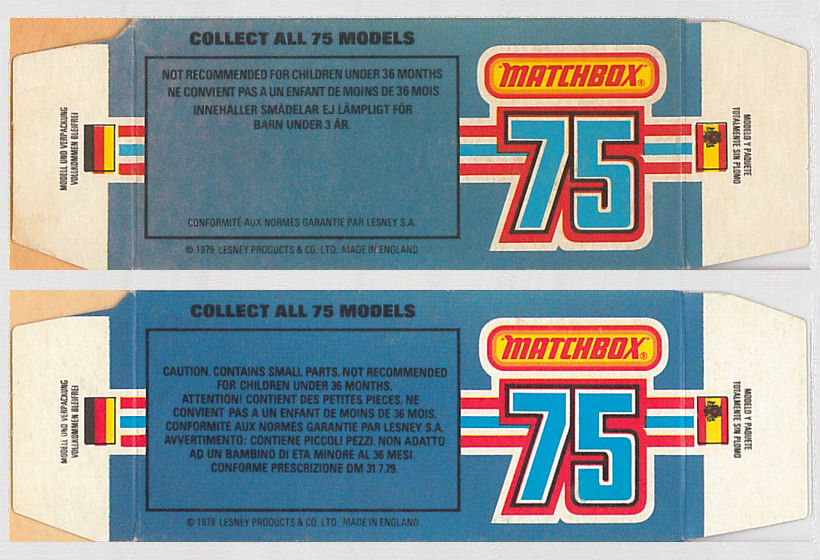 COLLECT ALL 75 MODELS
NOT RECOMMENDED FOR CHILDREN UNDER 36 MONTHS
NE CONVIENT PAS A UN ENFANT DE MOINS DE 36 MOIS
INNEHÅLLER SMÅDELAR EJ LÄMPLIGT FÖR
BARN UNDER 3 ÅR.
CONFORMITE AUX NORMES GARANTIE PAR LESNEY S.A.
© 1979 LESNEY PRODUCTS & CO. LTD. MADE IN ENGLAND
"MATCHBOX"®
75
MODELL UND VERPACKUNG
VOLLKOMMMEN BLEIFREI
MODELO Y PAQUETE
TOTALMENTE SIN PLOMO
COLLECT ALL 75 MODELS
CAUTION. CONTAINS SMALL PARTS. NOT RECOMMENDED
FOR CHILDREN UNDER 36 MONTHS.
ATTENTION! CONTIENT DES PETITES PIECES. NE
CONVIENT PAS A UN ENFANT DE MOINS DE 36 MOIS.
CONFORMITE AUX NORMES GARANTIE PAR LESNEY S.A.
AVVERTIMENTO: CONTIENE PICCOLI PEZZI. NON ADATTO
AD UN BAMBINO DI ETA MINORE AL 36 MESI.
CONFORME PRESCRIZIONE DM 31.7.79.
© 1979 LESNEY PRODUCTS & CO. LTD. MADE IN ENGLAND
"MATCHBOX"®
75
MODELL UND VERPACKUNG
VOLLKOMMMEN BLEIFREI
MODELO Y PAQUETE
TOTALMENTE SIN PLOMO